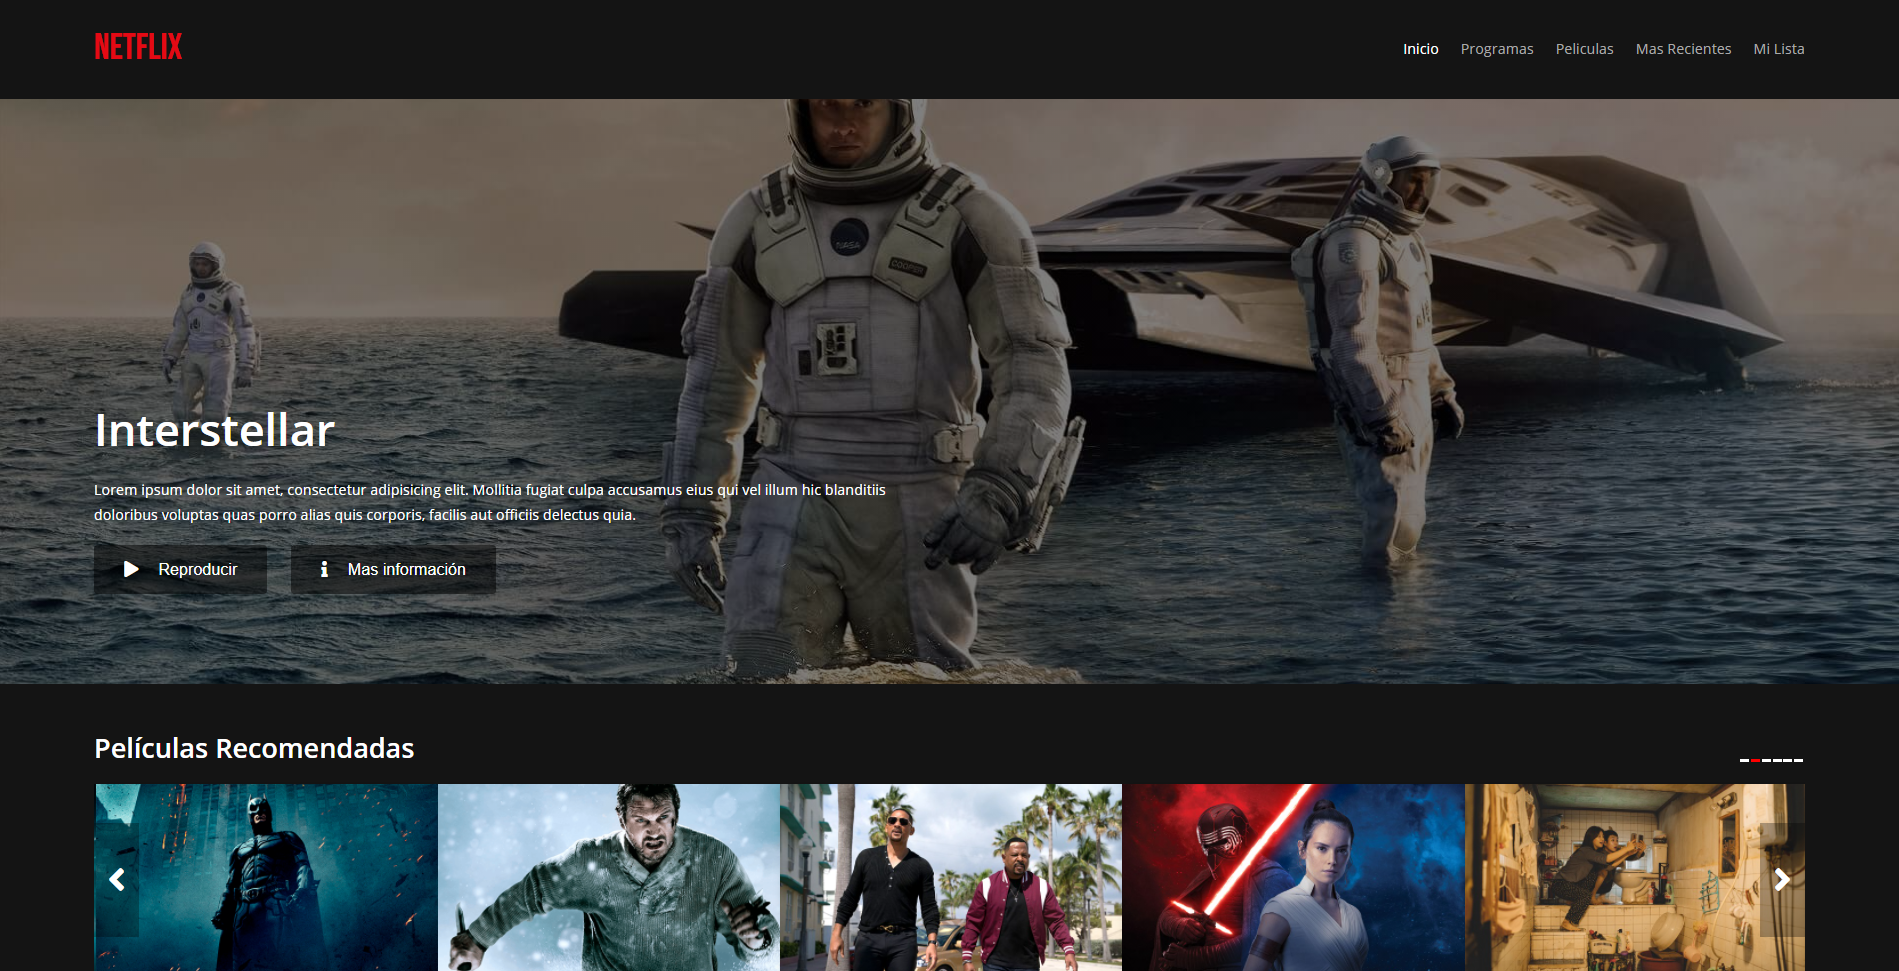 NETFLIX
Inicio Programas Peliculas Mas Recientes Mi Lista
NASA
COOPER
Interstellar
Lorem ipsum dolor sit amet, consectetur adipisicing elit. Mollitia fugiat culpa accusamus eius qui vel illum hic blanditiis
doloribus voluptas quas porro alias quis corporis, facilis aut officiis delectus quia.
Reproducir Mas información
Películas Recomendadas